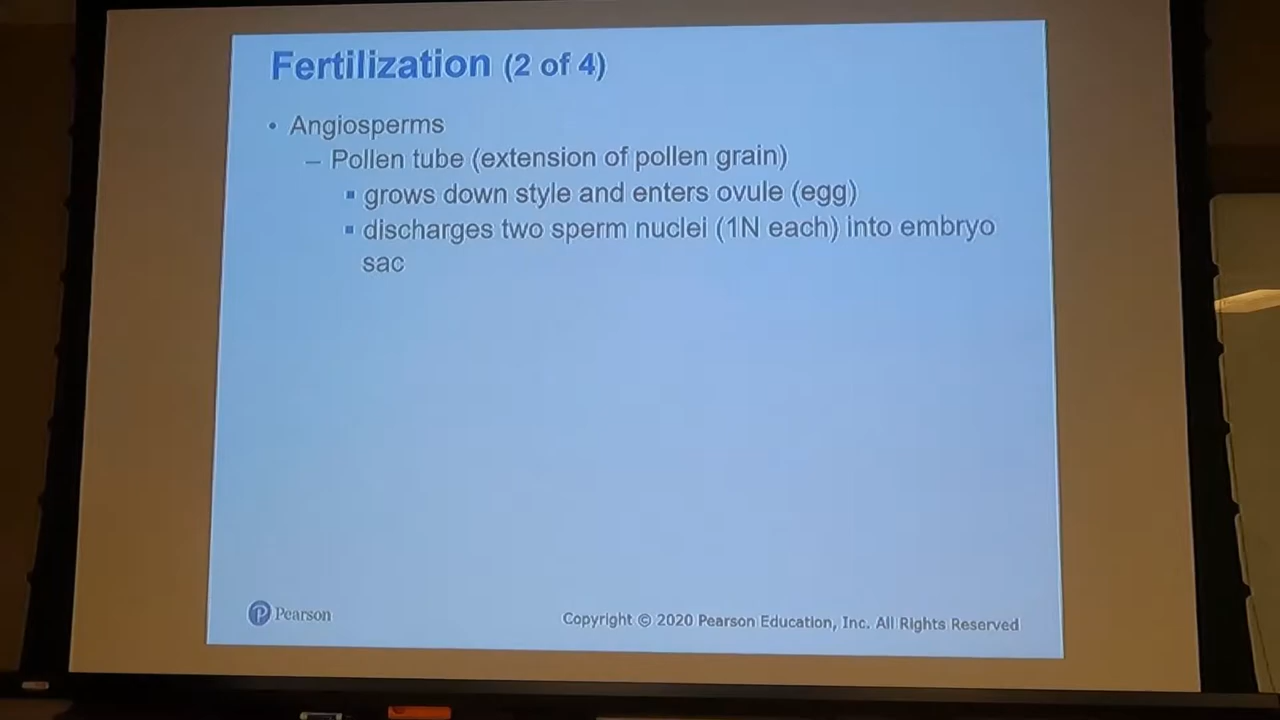 Fertilization (2 of 4)
• Angiosperms
– Pollen tube (extension of pollen grain)
▪ grows down style and enters ovule (egg)
▪ discharges two sperm nuclei (1N each) into embryo
sac
P Pearson
Copyright © 2020 Pearson Education, Inc. All Rights Reserved